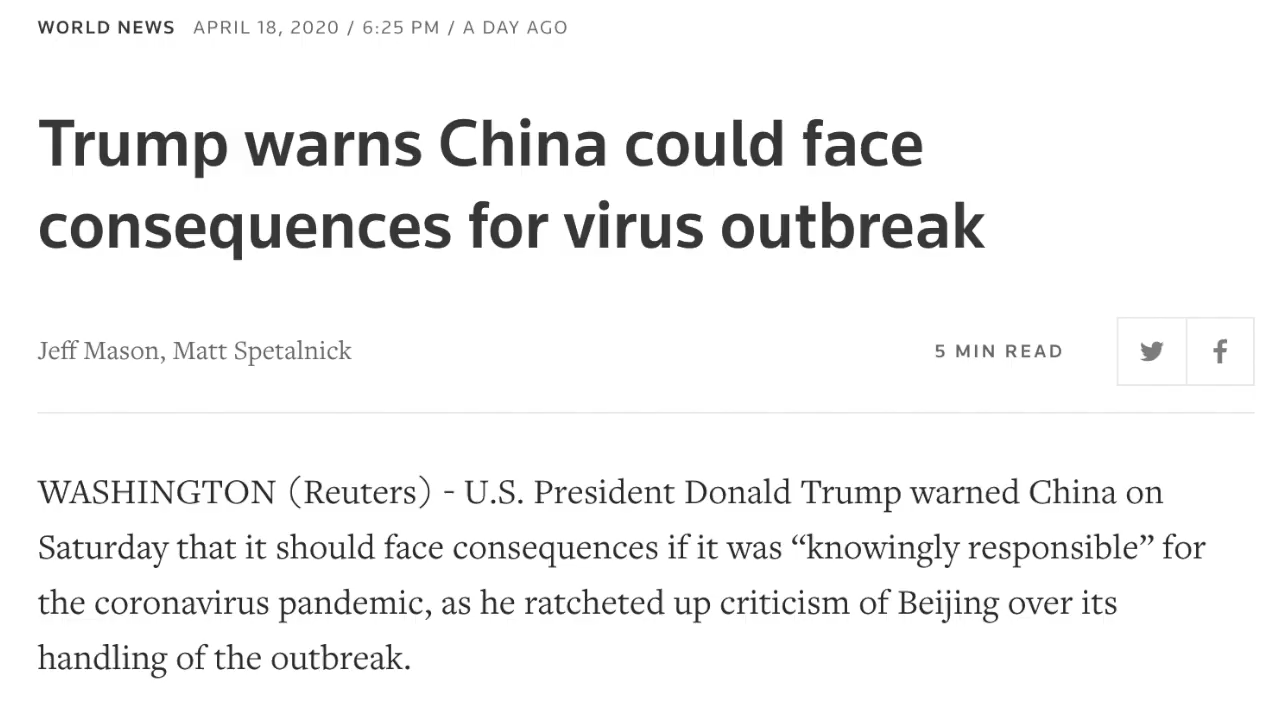 WORLD NEWS APRIL 18, 2020 / 6:25 PM / A DAY AGO
Trump warns China could face
consequences for virus outbreak
Jeff Mason, Matt Spetalnick
5 MIN READ
WASHINGTON (Reuters) - U.S. President Donald Trump warned China on
Saturday that it should face consequences if it was “knowingly responsible” for
the coronavirus pandemic, as he ratcheted up criticism of Beijing over its
handling of the outbreak.